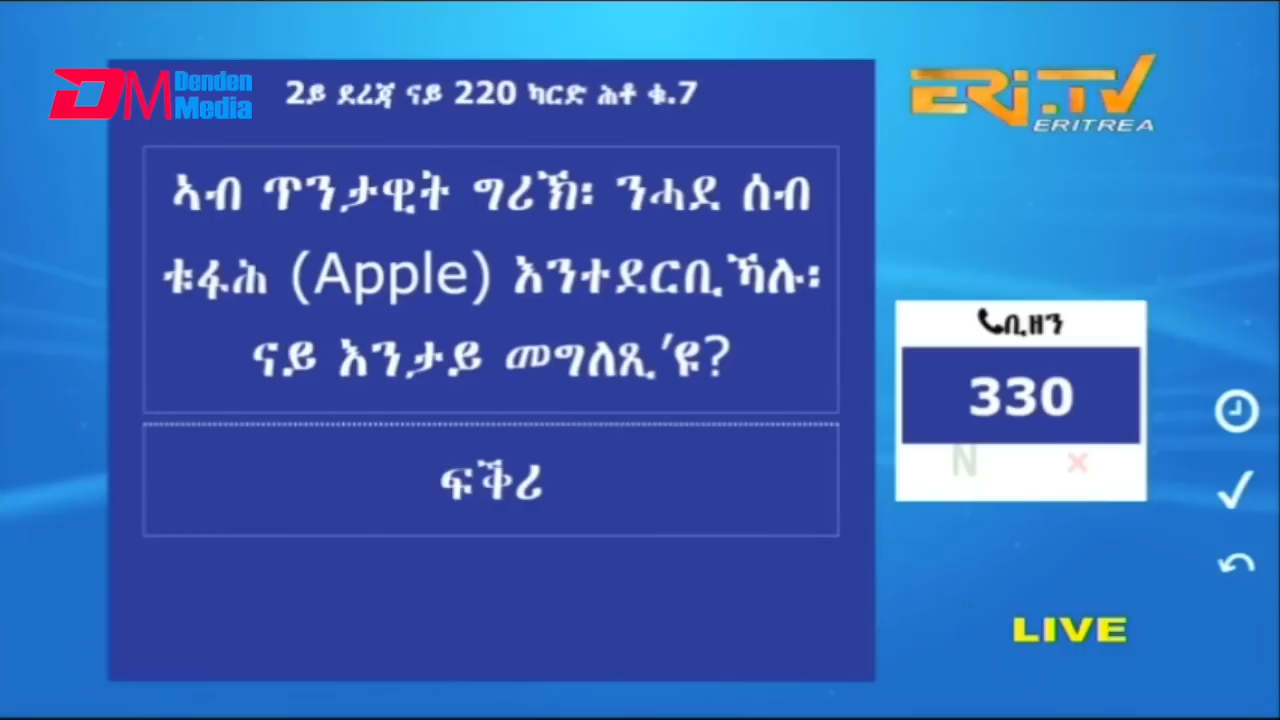 DM Denden Media
2ይ ደረጃ ናይ 220 ካርድ ሕቶ ቁ.7
ERi.TV
ERITREA
ኣብ ጥንታዊት ግሪኽ፡ ንሓደ ሰብ
ቱፋሕ (Apple) እንተደርቢኻሉ፡
ናይ እንታይ መግለጺ'ዩ?
ፍቕሪ
ቢዘን
330
N ×
LIVE